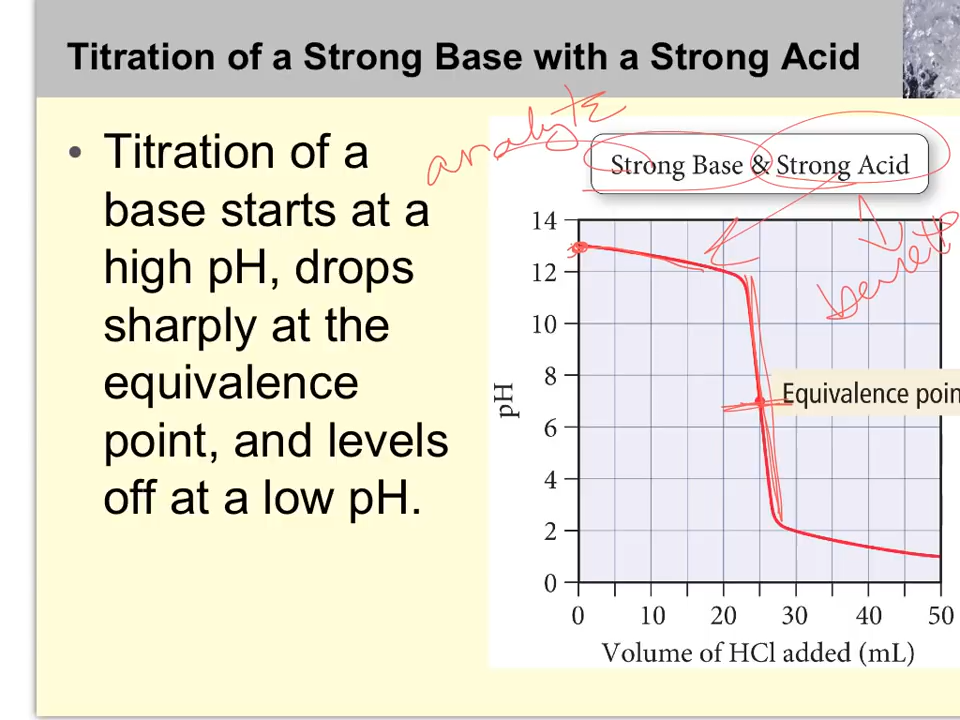 Titration of a Strong Base with a Strong Acid
• Titration of a
base starts at a
high pH, drops
sharply at the
equivalence
point, and levels
off at a low pH.
analyte
Strong Base & Strong Acid
burette
14
12
10
8
6
4
2
0
pH
Equivalence poin
0
10
20
30
40
50
Volume of HCl added (mL)